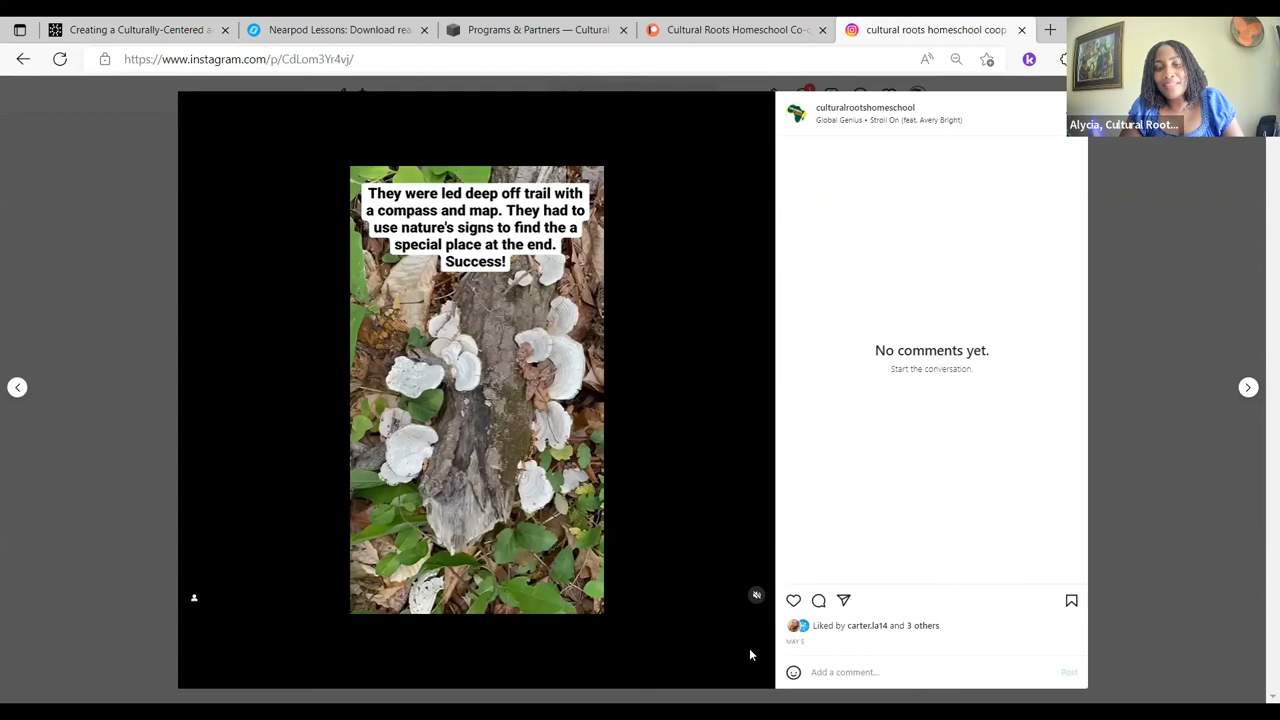 Creating a Culturally-Centered a
Nearpod Lessons: Download rea
Programs & Partners — Cultural
Cultural Roots Homeschool Co-o
cultural roots homeschool coop
https://www.instagram.com/p/CdLom3Yr4vj/
Alycia, Cultural Root...
culturalrootshomeschool
Global Genius • Stroll On (feat. Avery Bright)
They were led deep off trail with
a compass and map. They had to
use nature's signs to find the a
special place at the end.
Success!
No comments yet.
Start the conversation.
Liked by carter.la14 and 3 others
MAY 5
Add a comment...
Post